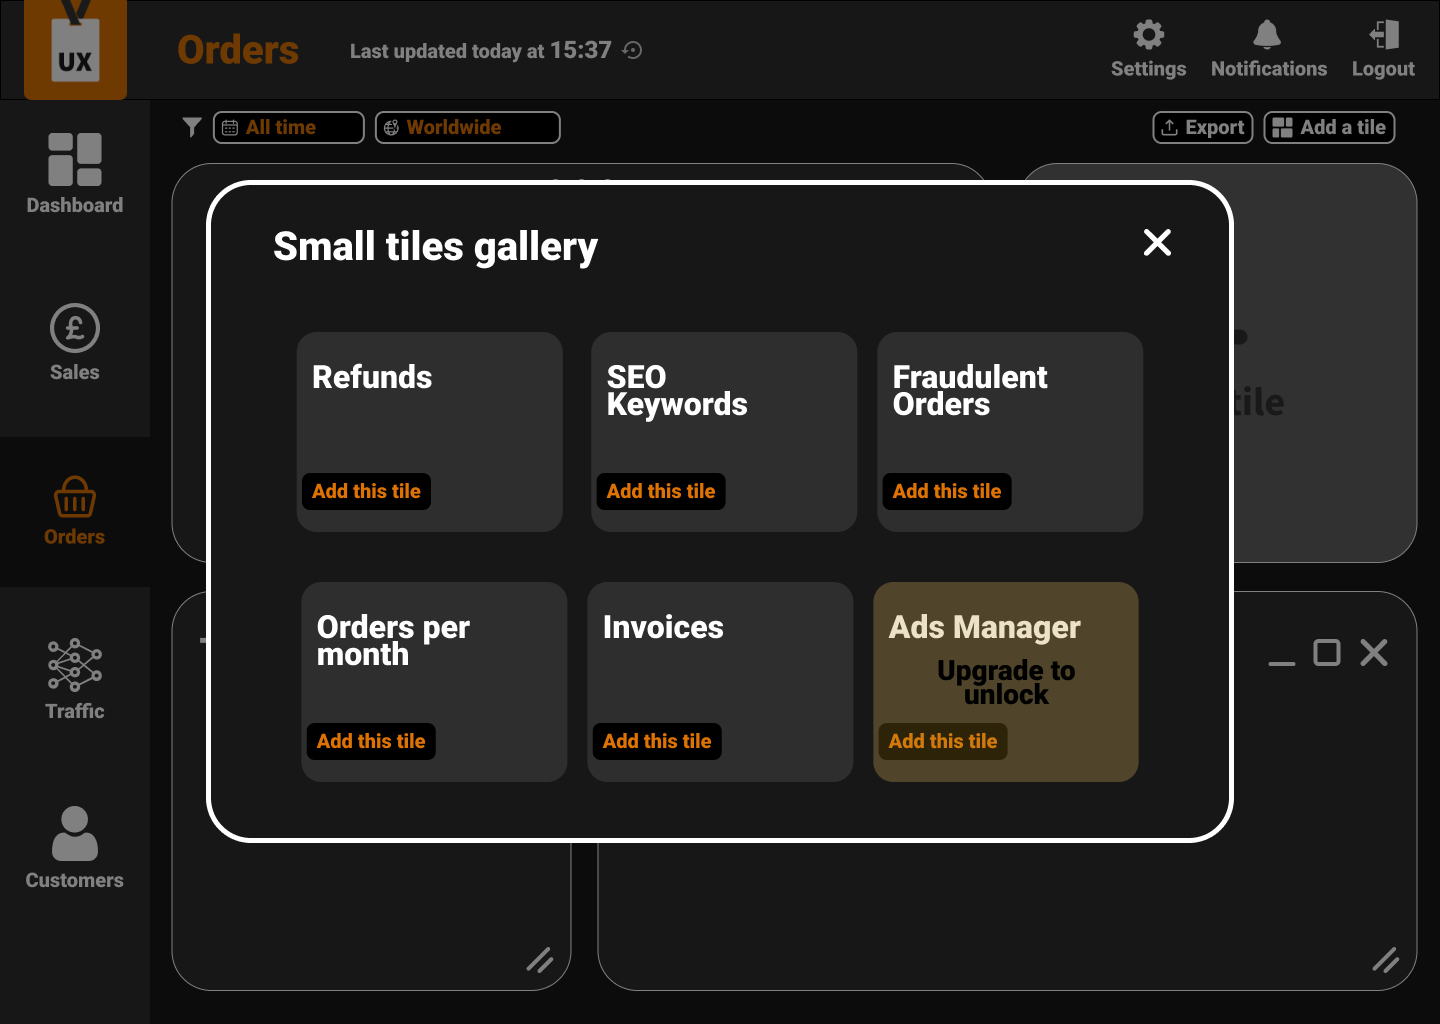 UX
Orders
Last updated today at 15:37
Settings
Notifications
Logout
All time
Worldwide
Export
Add a tile
Dashboard
Sales
Orders
Traffic
Customers
Small tiles gallery
Refunds
Add this tile
SEO
Keywords
Add this tile
Fraudulent
Orders
Add this tile
tile
Orders per
month
Add this tile
Invoices
Add this tile
Ads Manager
Upgrade to
unlock
Add this tile